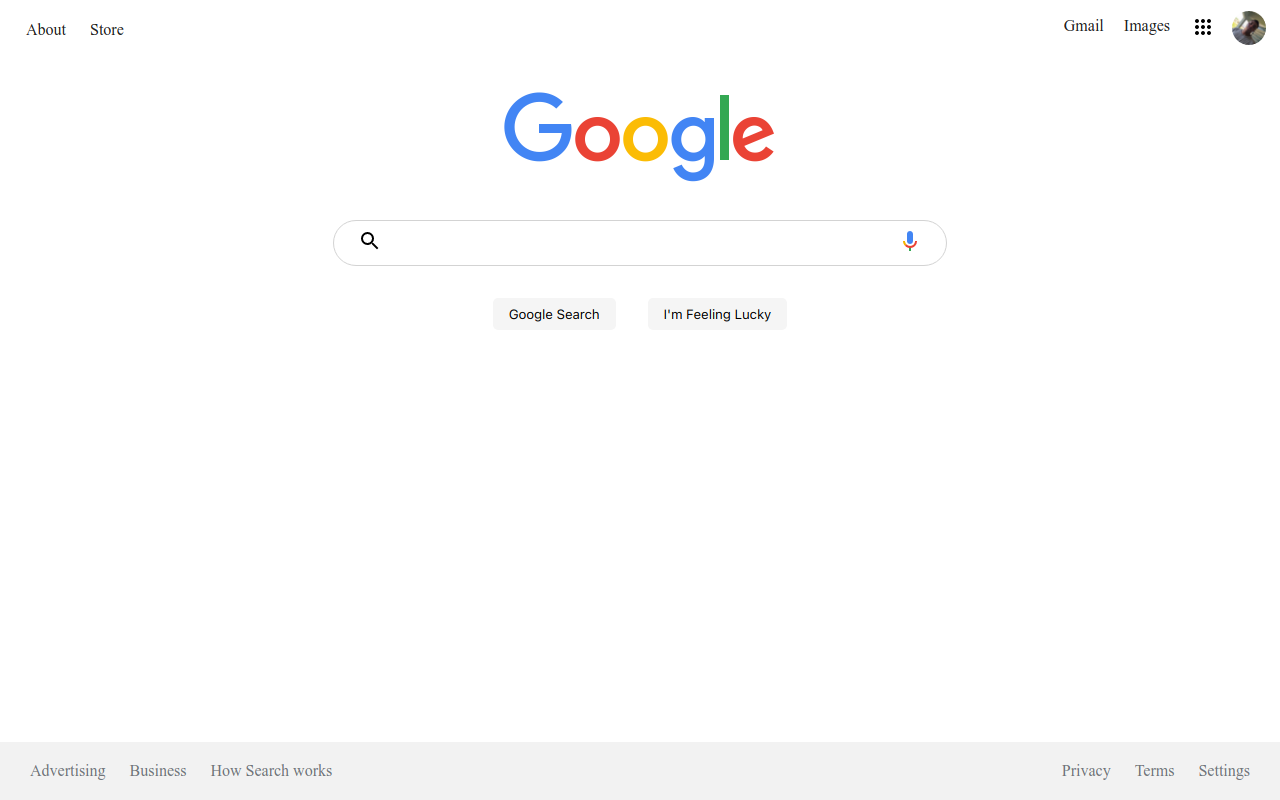 About Store Gmail Images
Google
Google Search I'm Feeling Lucky
Advertising Business How Search works Privacy Terms Settings